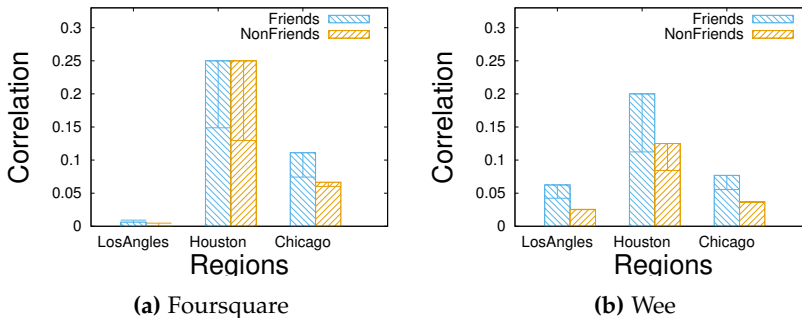 Friends
NonFriends
0.3
0.25
0.2
0.15
0.1
0.05
0
Correlation
LosAngles Houston Chicago
Regions
(a) Foursquare
Friends
NonFriends
0.3
0.25
0.2
0.15
0.1
0.05
0
Correlation
LosAngles Houston Chicago
Regions
(b) Wee